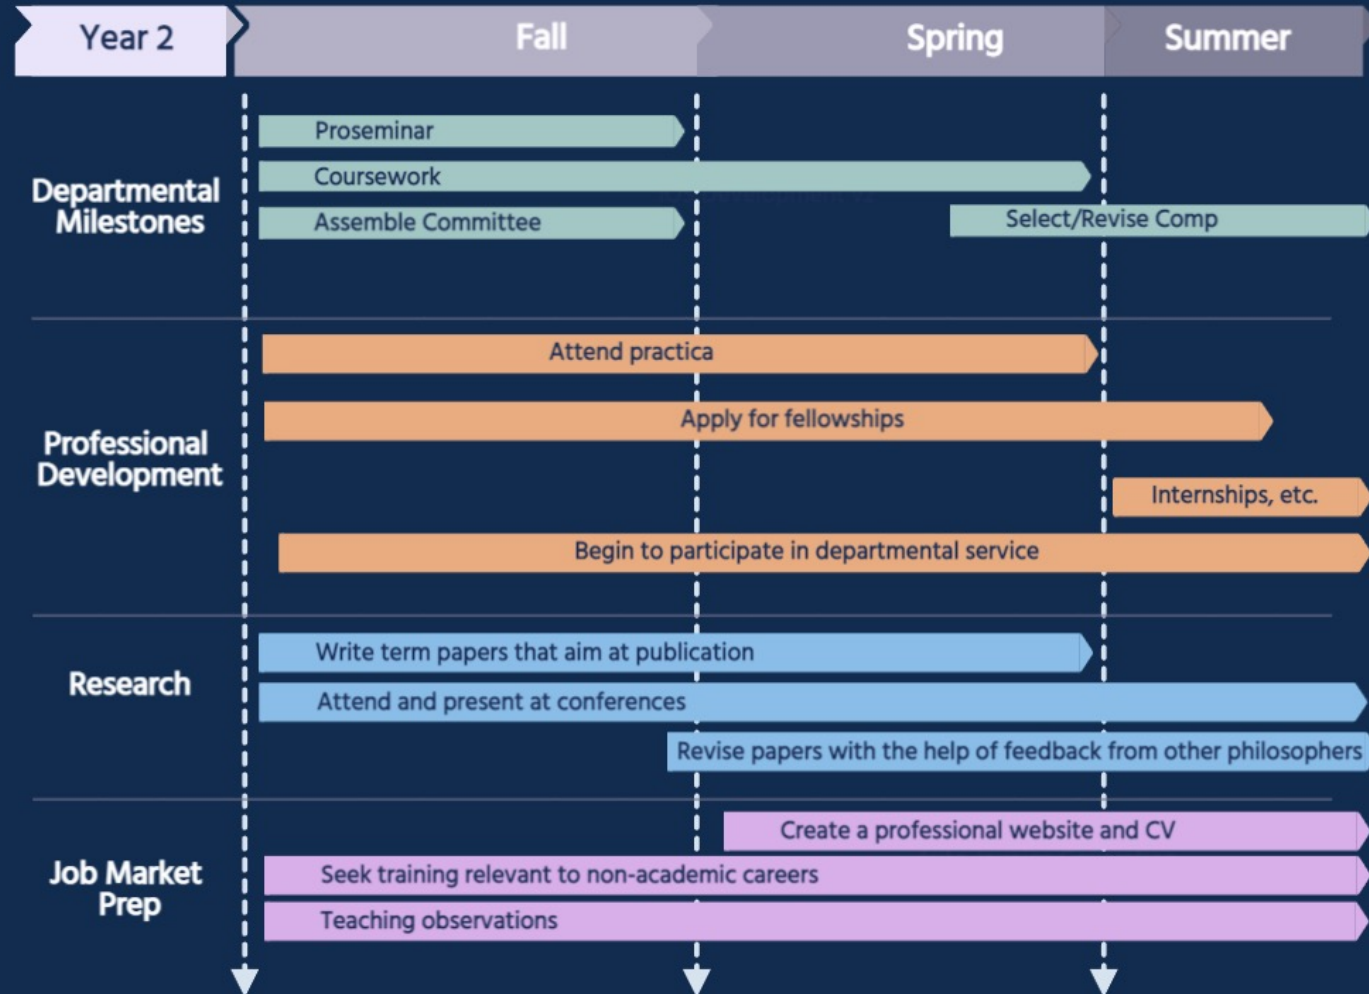 Year 2
Fall
Spring
Summer
Departmental
Milestones
Proseminar
Coursework
Assemble Committee
Select/Revise Comp
Professional
Development
Attend practica
Apply for fellowships
Internships, etc.
Begin to participate in departmental service
Research
Write term papers that aim at publication
Attend and present at conferences
Revise papers with the help of feedback from other philosophers
Job Market
Prep
Create a professional website and CV
Seek training relevant to non-academic careers
Teaching observations